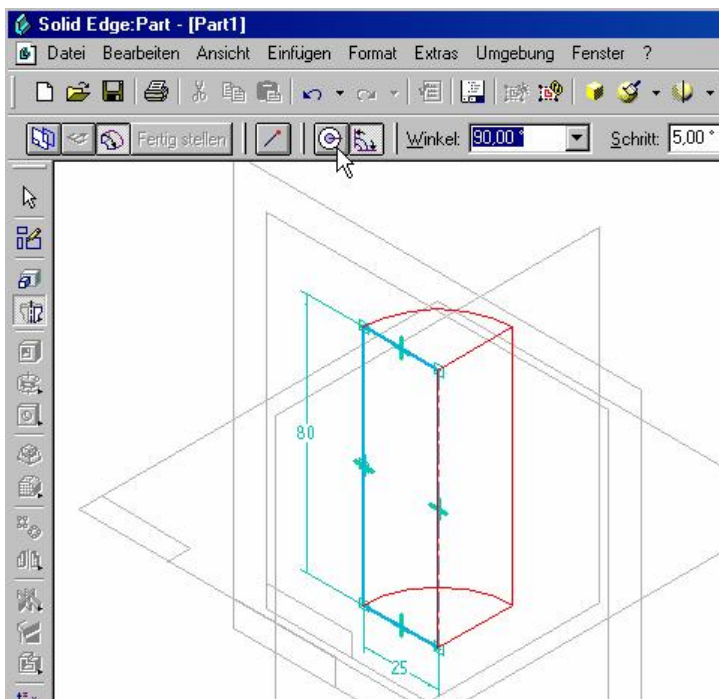 Solid Edge:Part - [Part1]
Datei Bearbeiten Ansicht Einfügen Format Extras Umgebung Fenster ?
Fertig stellen Winkel: 90,00 ° Schritt: 5,00 °
80
25